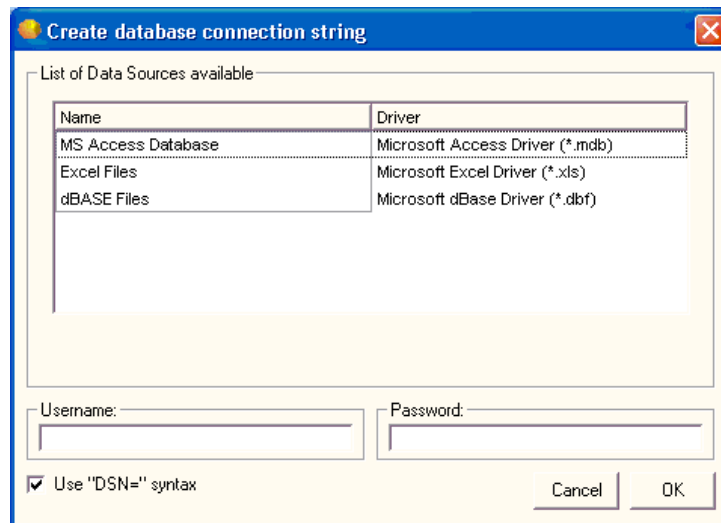 Create database connection string
List of Data Sources available
Name Driver
MS Access Database Microsoft Access Driver (*.mdb)
Excel Files Microsoft Excel Driver (*.xls)
dBASE Files Microsoft dBase Driver (*.dbf)
Username: Password:
Use "DSN=" syntax
Cancel OK